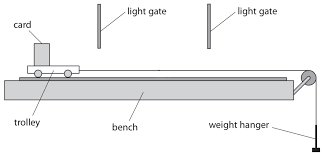 light gate
light gate
card
trolley
bench
weight hanger